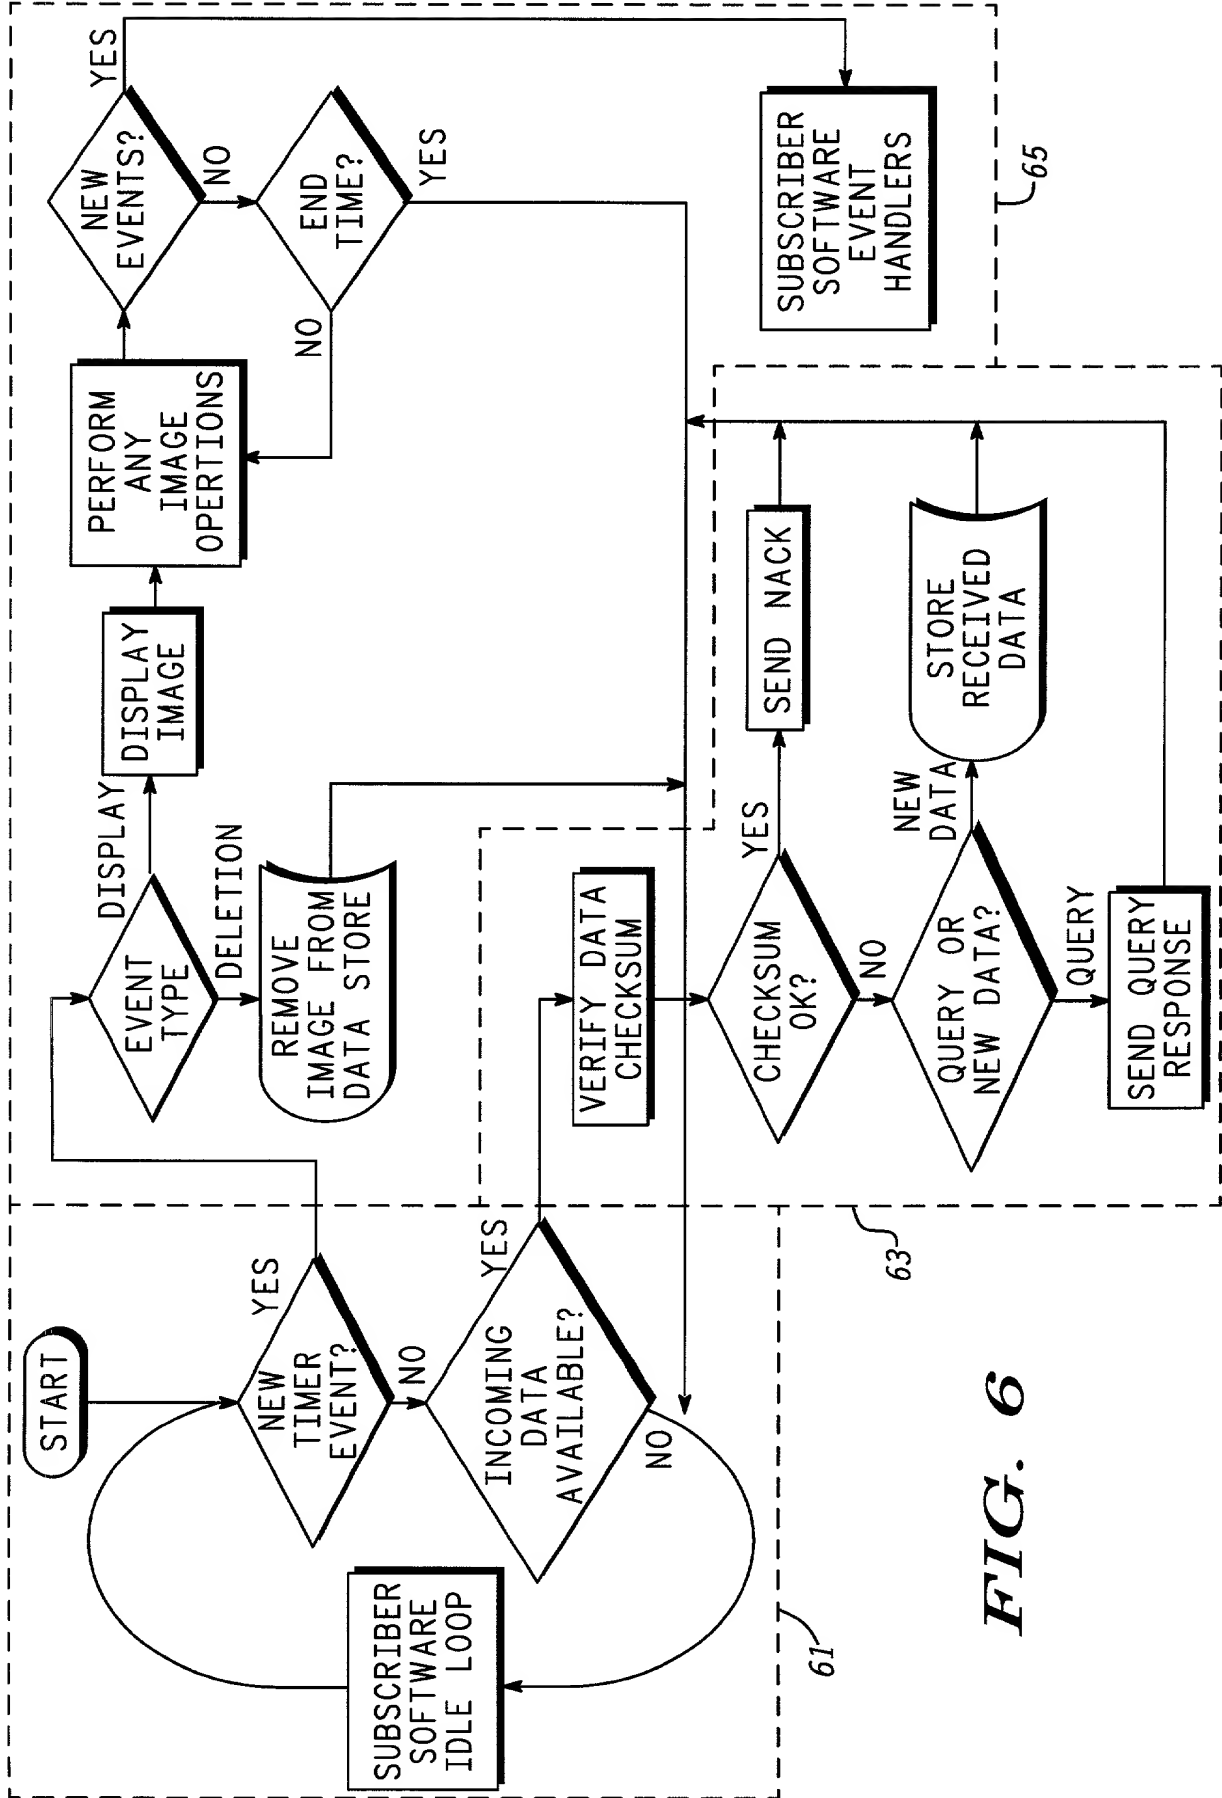 START
NEW
TIMER
EVENT?
YES
NO
INCOMING
DATA
AVAILABLE?
YES
NO
SUBSCRIBER
SOFTWARE
IDLE LOOP
61
EVENT
TYPE
DISPLAY
DELETION
REMOVE
IMAGE FROM
DATA STORE
DISPLAY
IMAGE
PERFORM
ANY
IMAGE
OPERTIONS
NEW
EVENTS?
YES
NO
END
TIME?
NO
YES
SUBSCRIBER
SOFTWARE
EVENT
HANDLERS
65
VERIFY DATA
CHECKSUM
CHECKSUM
OK?
YES
NO
SEND NACK
QUERY OR
NEW DATA?
NEW
DATA
QUERY
STORE
RECEIVED
DATA
SEND QUERY
RESPONSE
63
FIG. 6